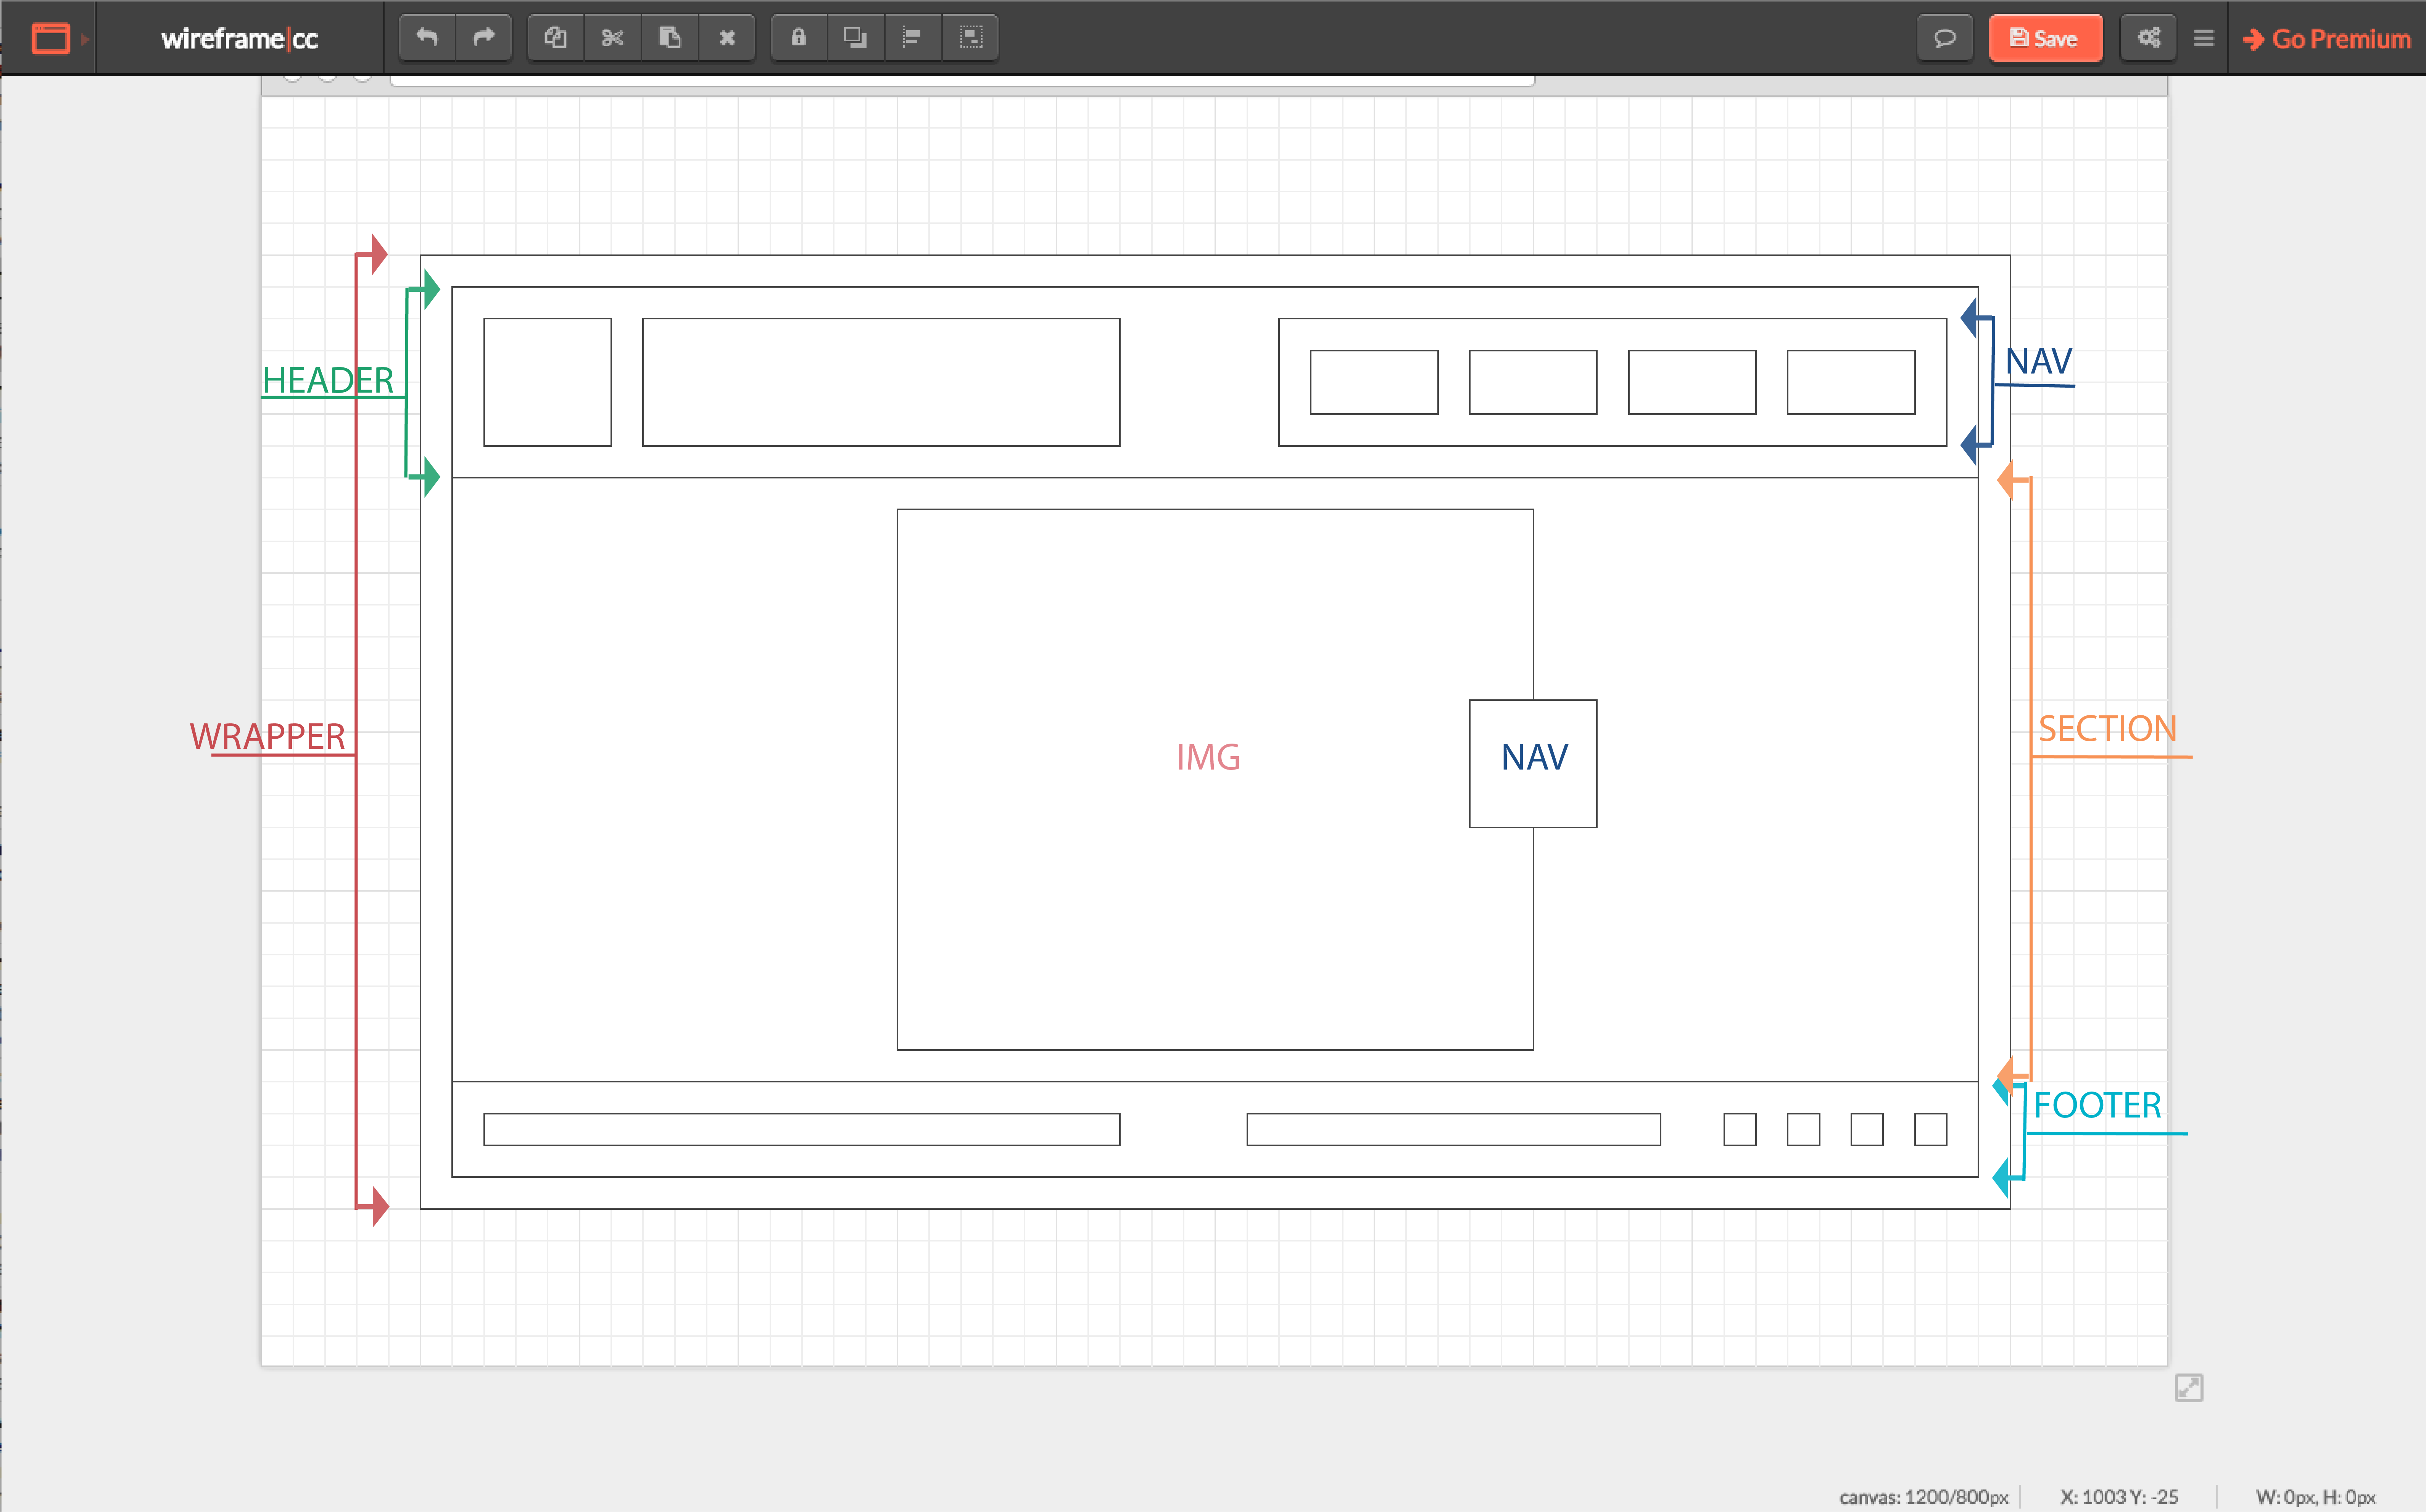 wireframe|cc
Save
Go Premium
HEADER
NAV
WRAPPER
IMG
NAV
SECTION
FOOTER
canvas: 1200/800px
X: 1003 Y: -25
W: 0px, H: 0px